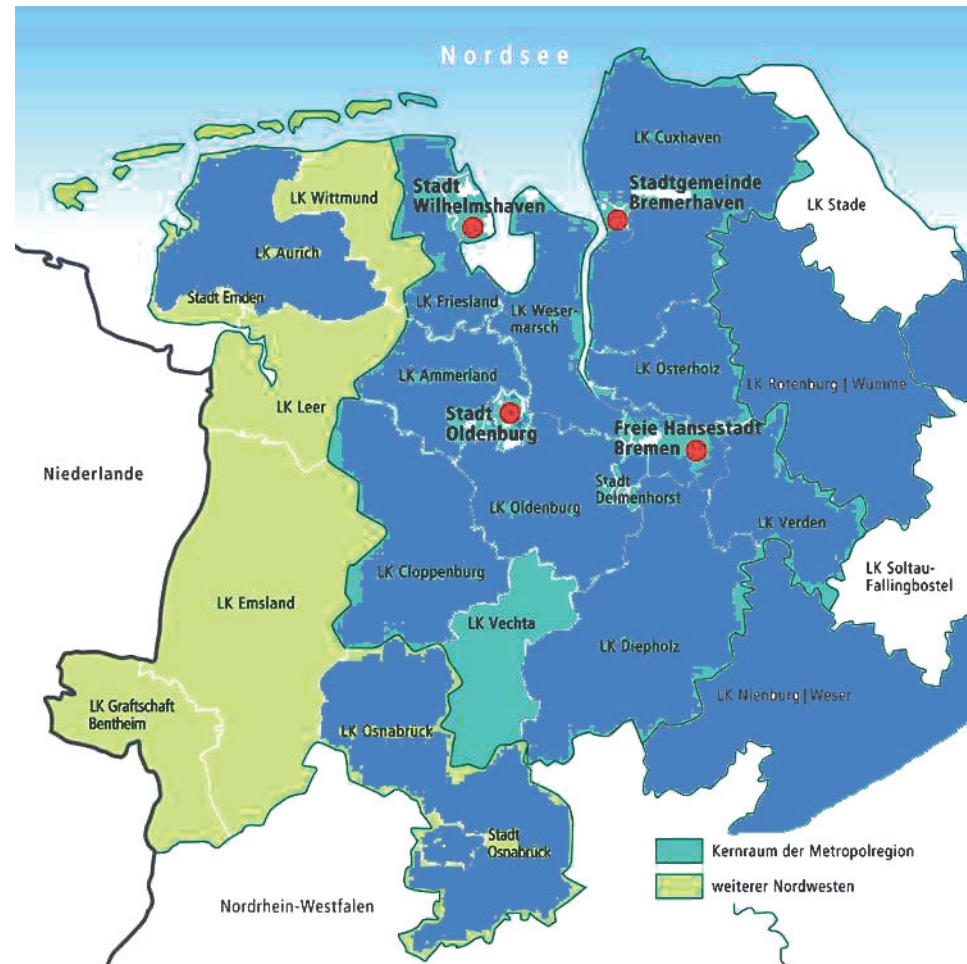 Nordsee
LK Cuxhaven
LK Wittmund
Stadt
Wilhelmshaven
Stadtgemeinde
Bremerhaven
LK Stade
LK Aurich
Stadt Emden
LK Friesland
LK Weser-
marsch
LK Ammerland
LK Osterholz
LK Rotenburg | Wümme
LK Leer
Stadt
Oldenburg
Freie Hansestadt
Bremen
Niederlande
Stadt
Delmenhorst
LK Oldenburg
LK Verden
LK Cloppenburg
LK Soltau-
Fallingbostel
LK Emsland
LK Vechta
LK Diepholz
LK Nienburg | Weser
LK Graftschaft
Bentheim
LK Osnabrück
Stadt
Osnabrück
Kernraum der Metropolregion
weiterer Nordwesten
Nordrhein-Westfalen